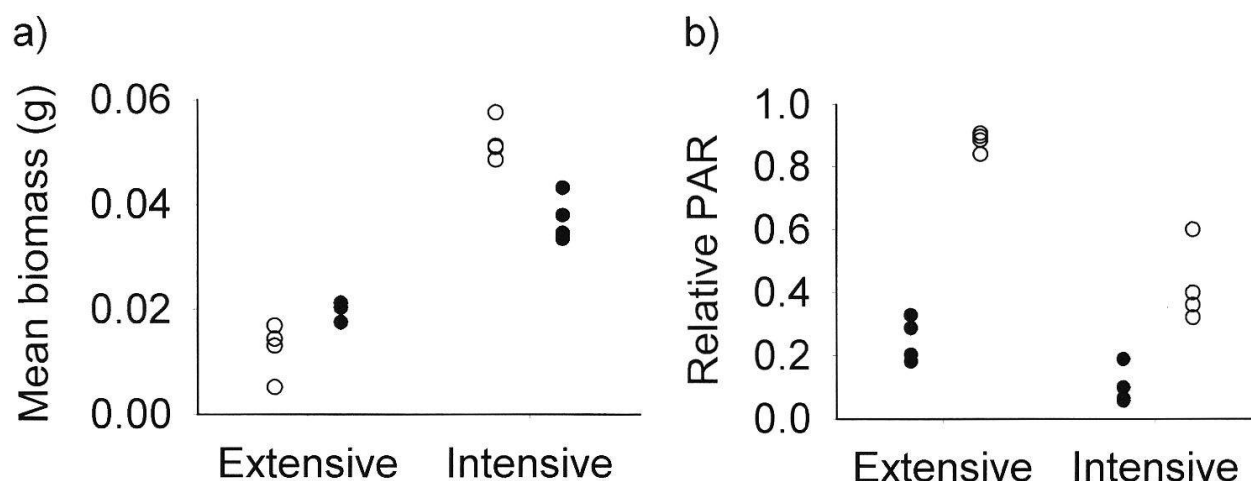 a)
Mean biomass (g)
0.06
0.04
0.02
0.00
Extensive Intensive
b)
Relative PAR
1.0
0.8
0.6
0.4
0.2
0.0
Extensive Intensive